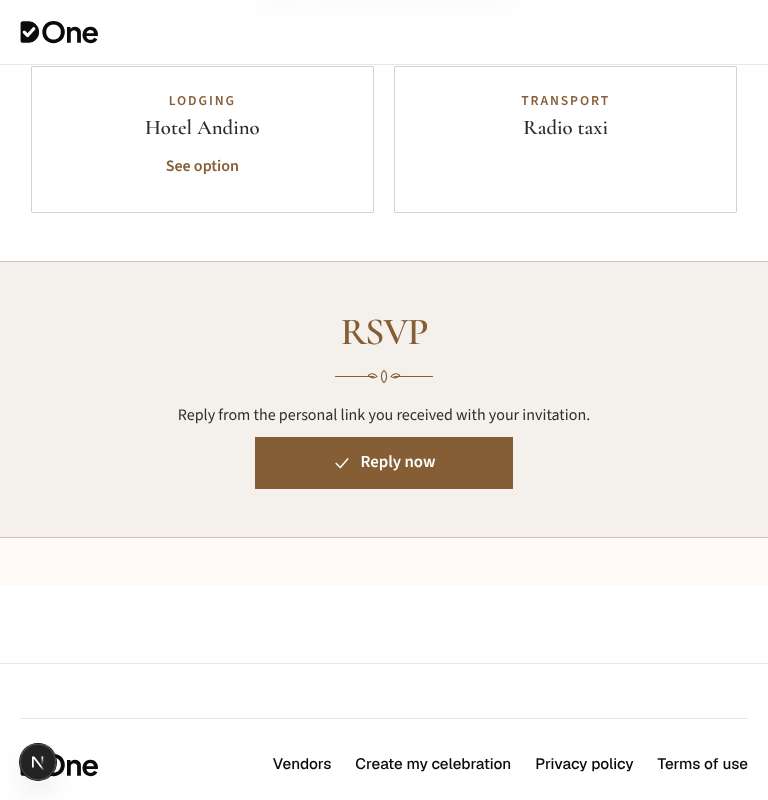 One
LODGING
Hotel Andino
See option
TRANSPORT
Radio taxi
RSVP
Reply from the personal link you received with your invitation.
Reply now
One
Vendors
Create my celebration
Privacy policy
Terms of use